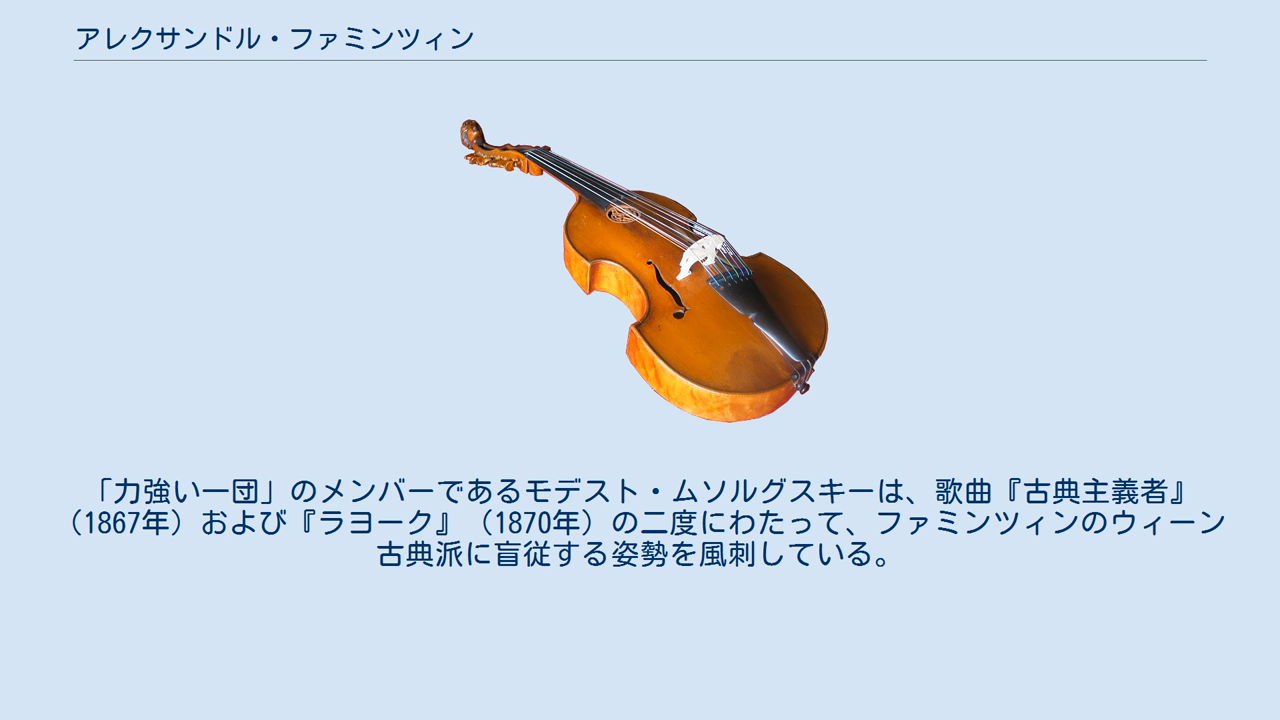 アレクサンドル・ファミンツィン
「力強い一団」のメンバーであるモデスト・ムソルグスキーは、歌曲『古典主義者』
（1867年）および『ラヨーク』（1870年）の二度にわたって、ファミンツィンのウィーン
古典派に盲従する姿勢を風刺している。